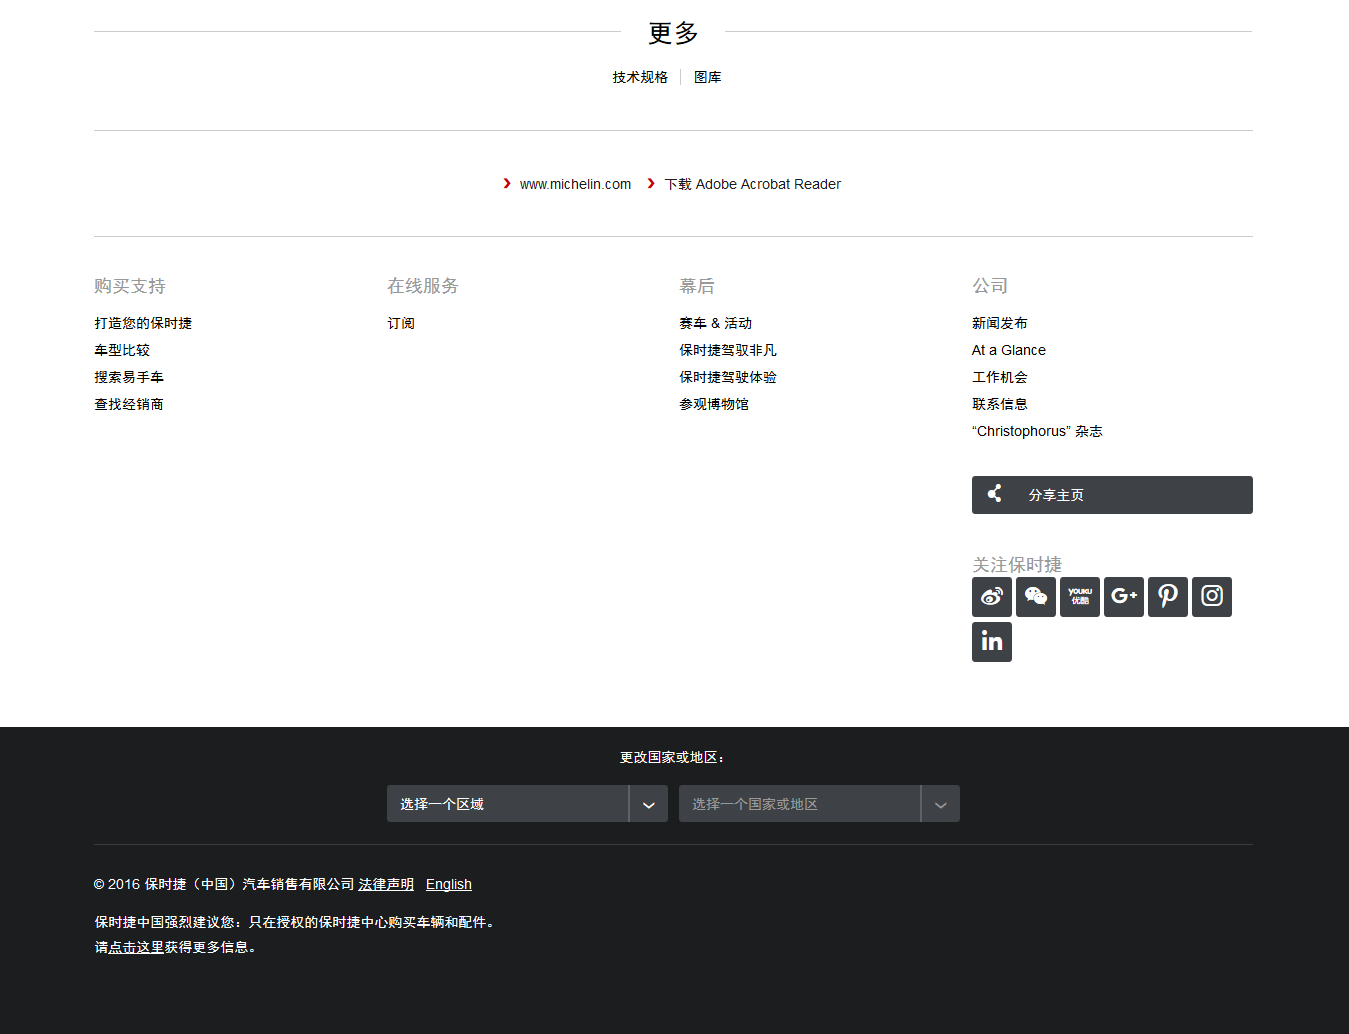 更多
技术规格 图库
www.michelin.com 下载 Adobe Acrobat Reader
购买支持
打造您的保时捷
车型比较
搜索易手车
查找经销商
在线服务
订阅
幕后
赛车 & 活动
保时捷驾驭非凡
保时捷驾驶体验
参观博物馆
公司
新闻发布
At a Glance
工作机会
联系信息
“Christophorus” 杂志
分享主页
关注保时捷
YOUKU
优酷
G+
in
更改国家或地区：
选择一个区域 选择一个国家或地区
© 2016 保时捷（中国）汽车销售有限公司 法律声明 English
保时捷中国强烈建议您：只在授权的保时捷中心购买车辆和配件。
请点击这里获得更多信息。